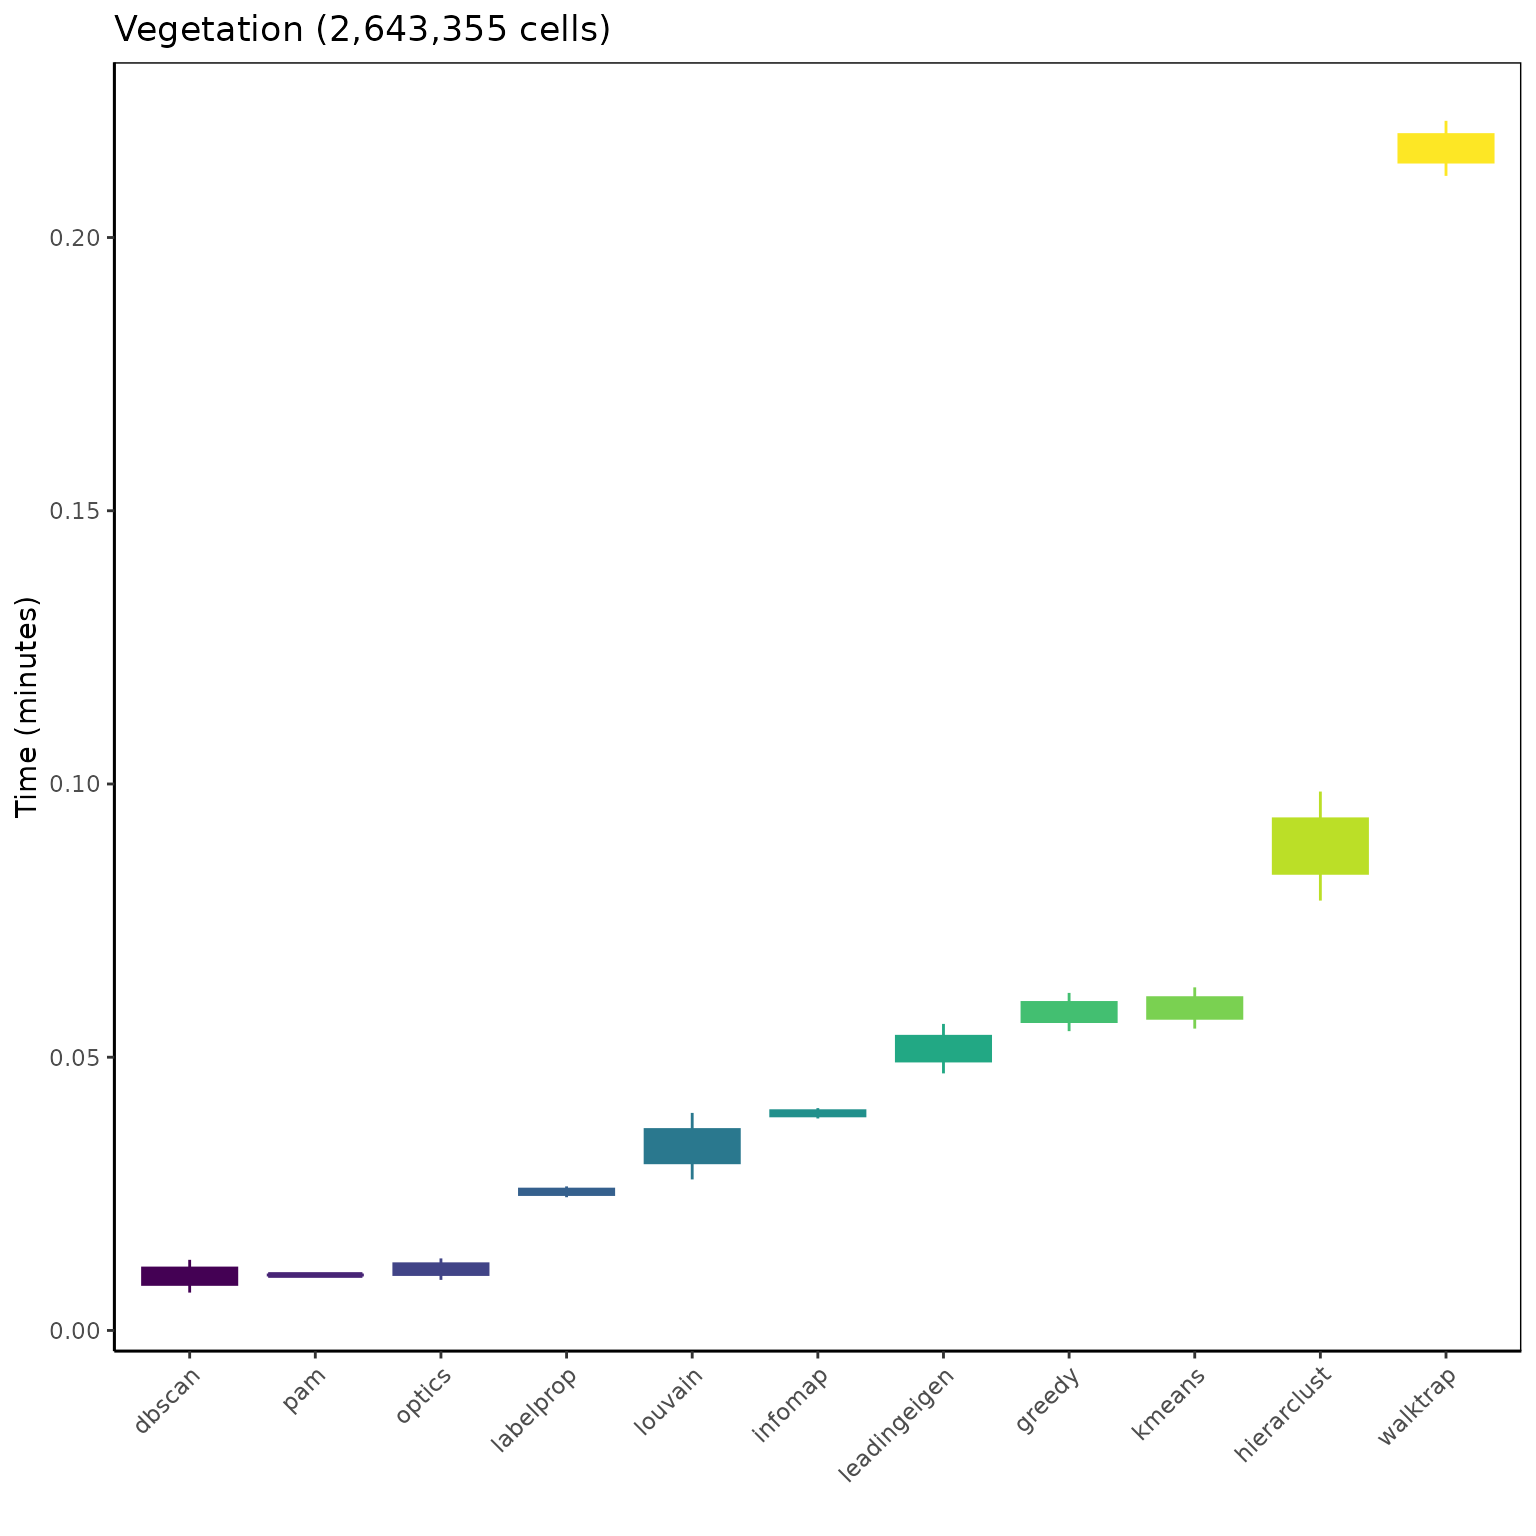 Vegetation (2,643,355 cells)
Time (minutes)
0.20
0.15
0.10
0.05
0.00
dbscan
pam
optics
labelprop
louvain
infomap
leadingeigen
greedy
kmeans
hierarclust
walktrap